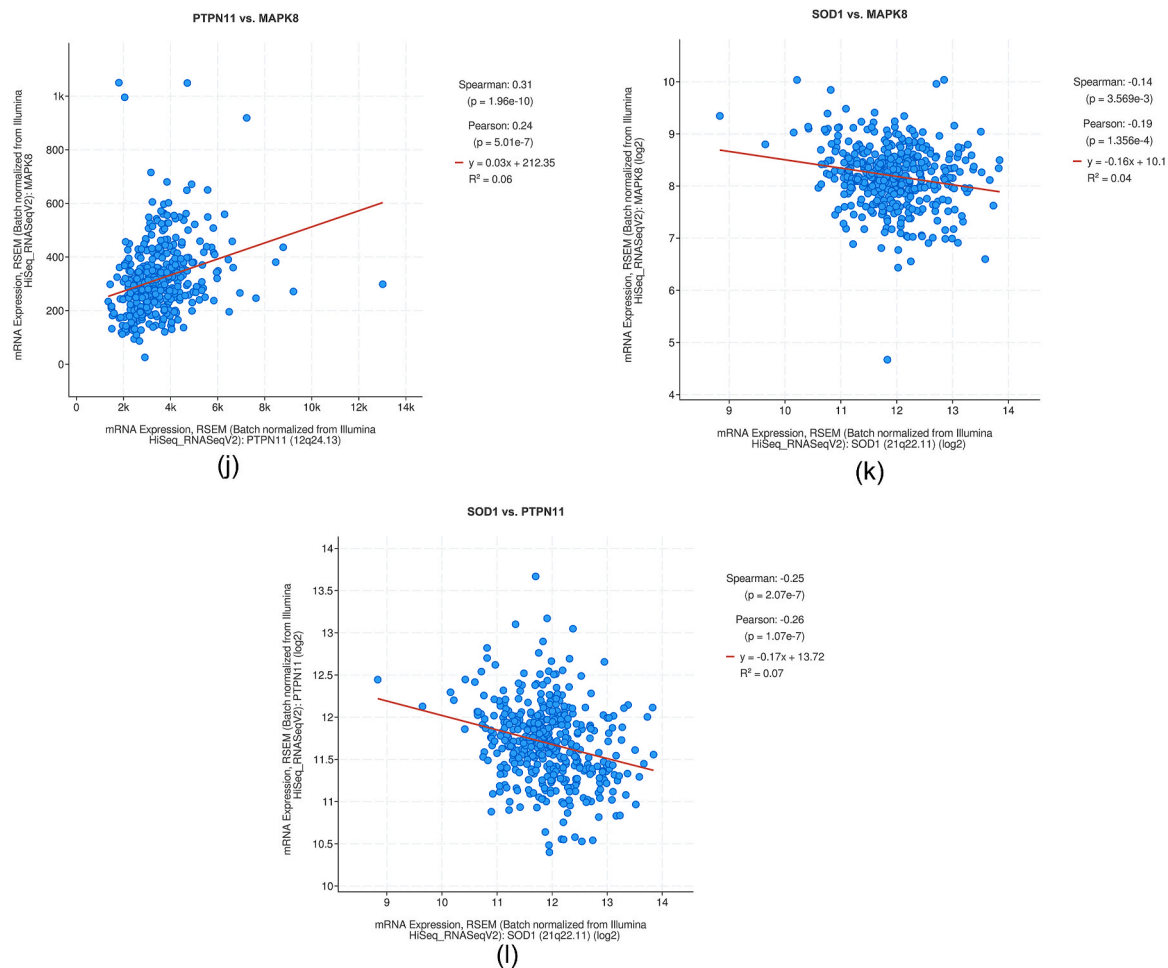 PTPN11 vs. MAPK8
mRNA Expression, RSEM (Batch normalized from Illumina
HiSeq_RNASeqV2): MAPK8
1k
800
600
400
200
0
0
2k
4k
6k
8k
10k
12k
14k
mRNA Expression, RSEM (Batch normalized from Illumina
HiSeq_RNASeqV2): PTPN11 (12q24.13)
Spearman: 0.31
(p = 1.96e-10)
Pearson: 0.24
(p = 5.01e-7)
y = 0.03x + 212.35
R² = 0.06
(j)
SOD1 vs. MAPK8
mRNA Expression, RSEM (Batch normalized from Illumina
HiSeq_RNASeqV2): MAPK8 (log2)
10
9
8
7
6
5
4
9
10
11
12
13
14
mRNA Expression, RSEM (Batch normalized from Illumina
HiSeq_RNASeqV2): SOD1 (21q22.11) (log2)
Spearman: -0.14
(p = 3.569e-3)
Pearson: -0.19
(p = 1.356e-4)
y = -0.16x + 10.1
R² = 0.04
(k)
SOD1 vs. PTPN11
mRNA Expression, RSEM (Batch normalized from Illumina
HiSeq_RNASeqV2): PTPN11 (log2)
14
13.5
13
12.5
12
11.5
11
10.5
10
9
10
11
12
13
14
mRNA Expression, RSEM (Batch normalized from Illumina
HiSeq_RNASeqV2): SOD1 (21q22.11) (log2)
Spearman: -0.25
(p = 2.07e-7)
Pearson: -0.26
(p = 1.07e-7)
y = -0.17x + 13.72
R² = 0.07
(l)